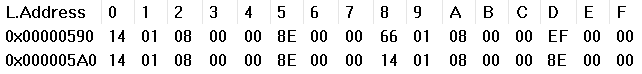 L.Address 0 1 2 3 4 5 6 7 8 9 A B C D E F
0x00000590 14 01 08 00 00 8E 00 00 66 01 08 00 00 EF 00 00
0x000005A0 14 01 08 00 00 8E 00 00 14 01 08 00 00 8E 00 00